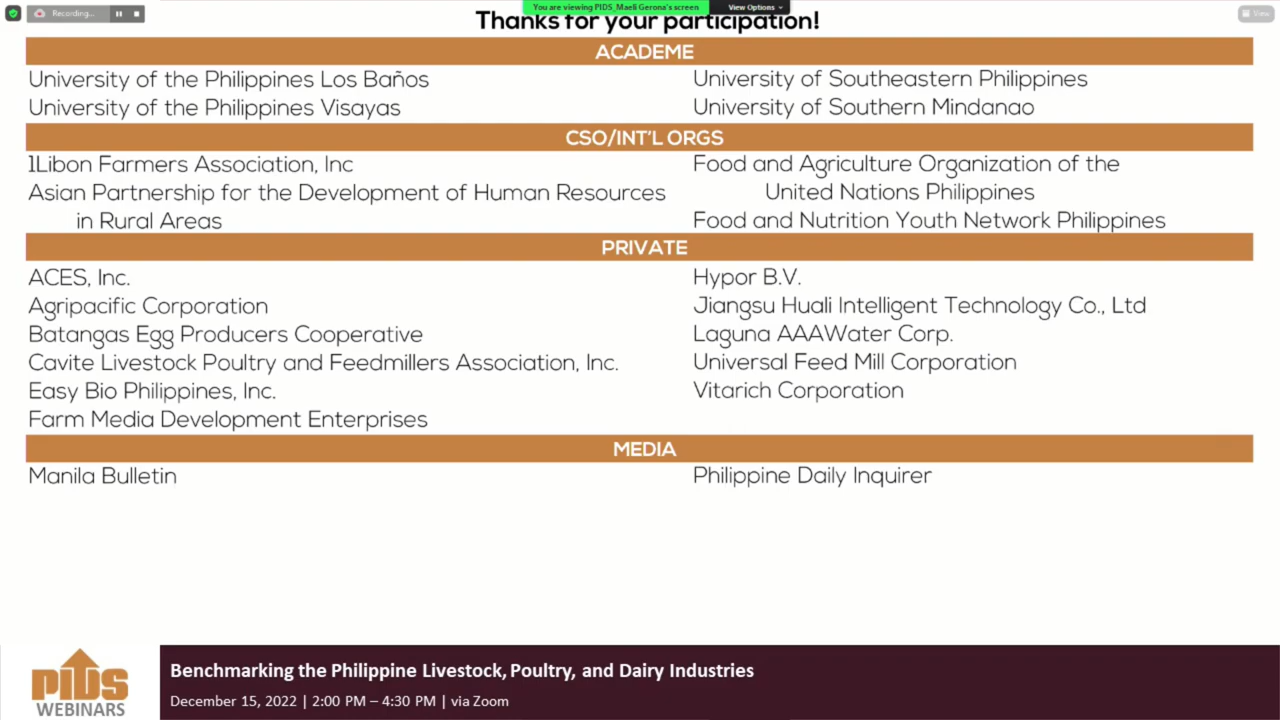 Recording...
You are viewing PIDS_Maeli Gerona's screen
View Options
View
Thanks for your participation!
ACADEME
University of the Philippines Los Baños
University of the Philippines Visayas
University of Southeastern Philippines
University of Southern Mindanao
CSO/INT'L ORGS
1Libon Farmers Association, Inc
Asian Partnership for the Development of Human Resources
in Rural Areas
Food and Agriculture Organization of the
United Nations Philippines
Food and Nutrition Youth Network Philippines
PRIVATE
ACES, Inc.
Agripacific Corporation
Batangas Egg Producers Cooperative
Cavite Livestock Poultry and Feedmillers Association, Inc.
Easy Bio Philippines, Inc.
Farm Media Development Enterprises
Hypor B.V.
Jiangsu Huali Intelligent Technology Co., Ltd
Laguna AAAWater Corp.
Universal Feed Mill Corporation
Vitarich Corporation
MEDIA
Manila Bulletin
Philippine Daily Inquirer
PIDS
WEBINARS
Benchmarking the Philippine Livestock, Poultry, and Dairy Industries
December 15, 2022 | 2:00 PM – 4:30 PM | via Zoom